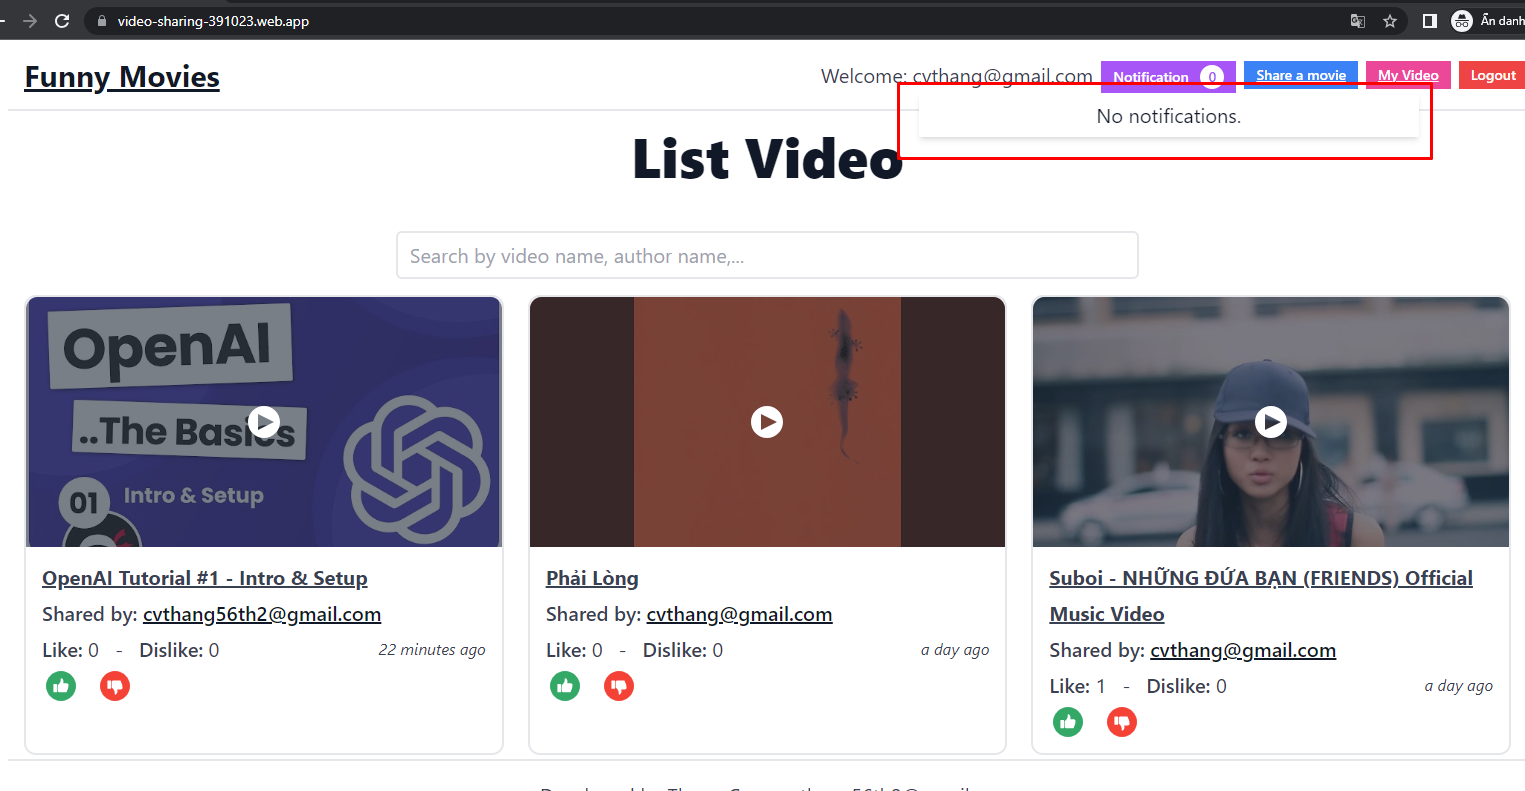 video-sharing-391023.web.app
Ẩn danh
Funny Movies
Welcome: cvthang@gmail.com
Notification 0
Share a movie
My Video
Logout
No notifications.
List Video
Search by video name, author name,...
OpenAI
..The Basics
01 Intro & Setup
OpenAI Tutorial #1 - Intro & Setup
Shared by: cvthang56th2@gmail.com
Like: 0 - Dislike: 0
22 minutes ago
Phải Lòng
Shared by: cvthang@gmail.com
Like: 0 - Dislike: 0
a day ago
Suboi - NHỮNG ĐỨA BẠN (FRIENDS) Official
Music Video
Shared by: cvthang@gmail.com
Like: 1 - Dislike: 0
a day ago